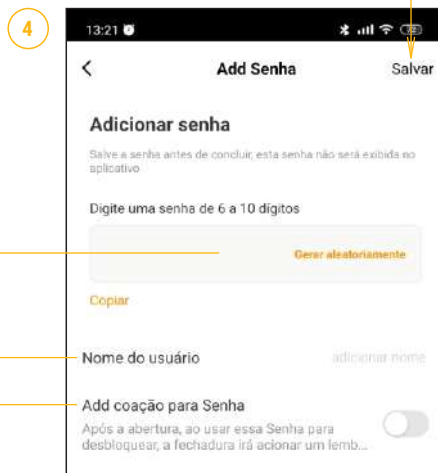 4
13:21
Add Senha
Salvar
Adicionar senha
Salve a senha antes de concluir, esta senha não será exibida no
aplicativo
Digite uma senha de 6 a 10 dígitos
Gerar aleatoriamente
Copiar
Nome do usuário
adicionar nome
Add coação para Senha
Após a abertura, ao usar essa Senha para
desbloquear, a fechadura irá acionar um lemb...